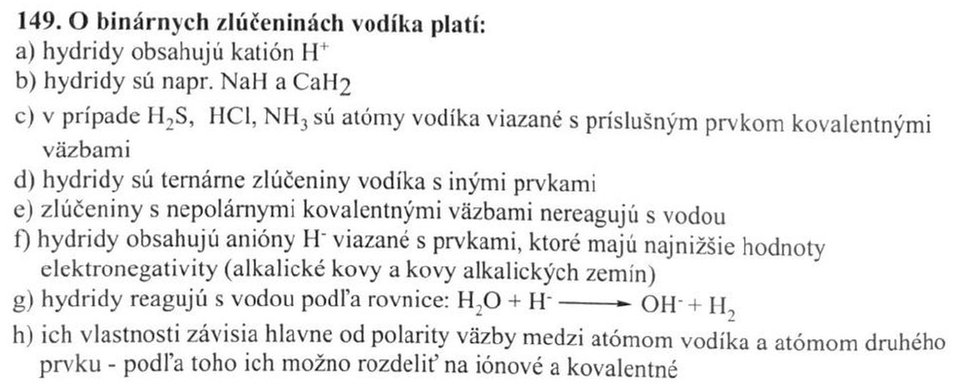 149. O binárnych zlúčeninách vodíka platí:
a) hydridy obsahujú katión H⁺
b) hydridy sú napr. NaH a CaH2
c) v prípade H₂S, HCl, NH₃ sú atómy vodíka viazané s príslušným prvkom kovalentnými
väzbami
d) hydridy sú ternárne zlúčeniny vodíka s inými prvkami
e) zlúčeniny s nepolárnymi kovalentnými väzbami nereagujú s vodou
f) hydridy obsahujú anióny H⁻ viazané s prvkami, ktoré majú najnižšie hodnoty
elektronegativity (alkalické kovy a kovy alkalických zemín)
g) hydridy reagujú s vodou podľa rovnice: H₂O + H⁻ ⟶ OH⁻ + H₂
h) ich vlastnosti závisia hlavne od polarity väzby medzi atómom vodíka a atómom druhého
prvku - podľa toho ich možno rozdeliť na iónové a kovalentné